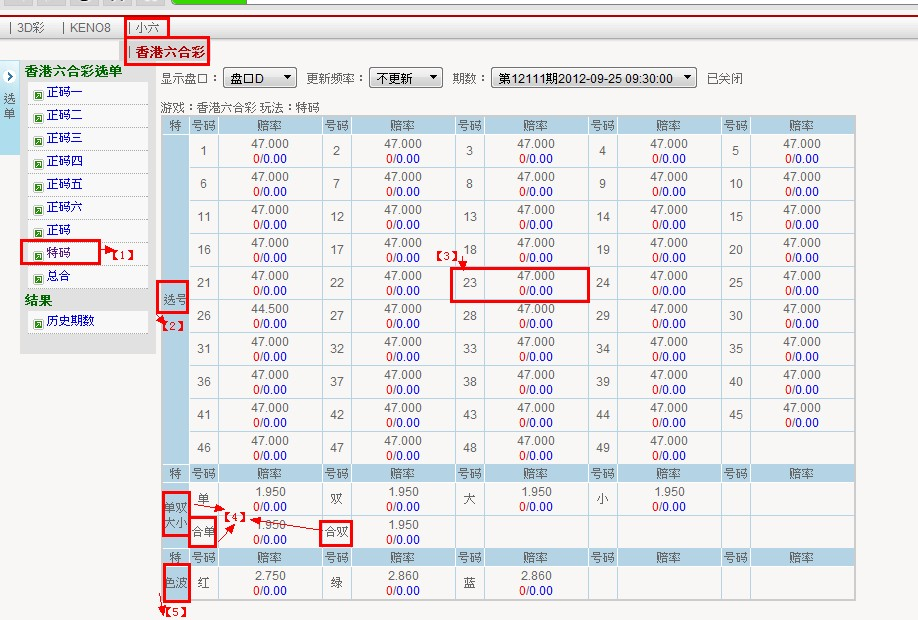 | 3D彩 | KENO8 | 小六
| 香港六合彩
选单
香港六合彩选单
正码一
正码二
正码三
正码四
正码五
正码六
正码
特码
【1】
总合
结果
历史期数
显示盘口： 盘口D 更新频率： 不更新 期数： 第12111期2012-09-25 09:30:00 已关闭
游戏：香港六合彩 玩法：特码
特 号码 赔率 号码 赔率 号码 赔率 号码 赔率 号码 赔率
1 47.000 2 47.000 3 47.000 4 47.000 5 47.000
0/0.00 0/0.00 0/0.00 0/0.00 0/0.00
6 47.000 7 47.000 8 47.000 9 47.000 10 47.000
0/0.00 0/0.00 0/0.00 0/0.00 0/0.00
11 47.000 12 47.000 13 47.000 14 47.000 15 47.000
0/0.00 0/0.00 0/0.00 0/0.00 0/0.00
16 47.000 17 47.000 18 47.000 19 47.000 20 47.000
0/0.00 0/0.00 0/0.00 0/0.00 0/0.00
【3】
21 47.000 22 47.000 23 47.000 24 47.000 25 47.000
0/0.00 0/0.00 0/0.00 0/0.00 0/0.00
选号
【2】
26 44.500 27 47.000 28 47.000 29 47.000 30 47.000
0/0.00 0/0.00 0/0.00 0/0.00 0/0.00
31 47.000 32 47.000 33 47.000 34 47.000 35 47.000
0/0.00 0/0.00 0/0.00 0/0.00 0/0.00
36 47.000 37 47.000 38 47.000 39 47.000 40 47.000
0/0.00 0/0.00 0/0.00 0/0.00 0/0.00
41 47.000 42 47.000 43 47.000 44 47.000 45 47.000
0/0.00 0/0.00 0/0.00 0/0.00 0/0.00
46 47.000 47 47.000 48 47.000 49 47.000
0/0.00 0/0.00 0/0.00 0/0.00
特 号码 赔率 号码 赔率 号码 赔率 号码 赔率 号码 赔率
单双
大小
单 1.950 双 1.950 大 1.950 小 1.950
0/0.00 0/0.00 0/0.00 0/0.00
【4】
合单 1.950 合双 1.950
0/0.00 0/0.00
特 号码 赔率 号码 赔率 号码 赔率 号码 赔率 号码 赔率
色波 红 2.750 绿 2.860 蓝 2.860
0/0.00 0/0.00 0/0.00
【5】